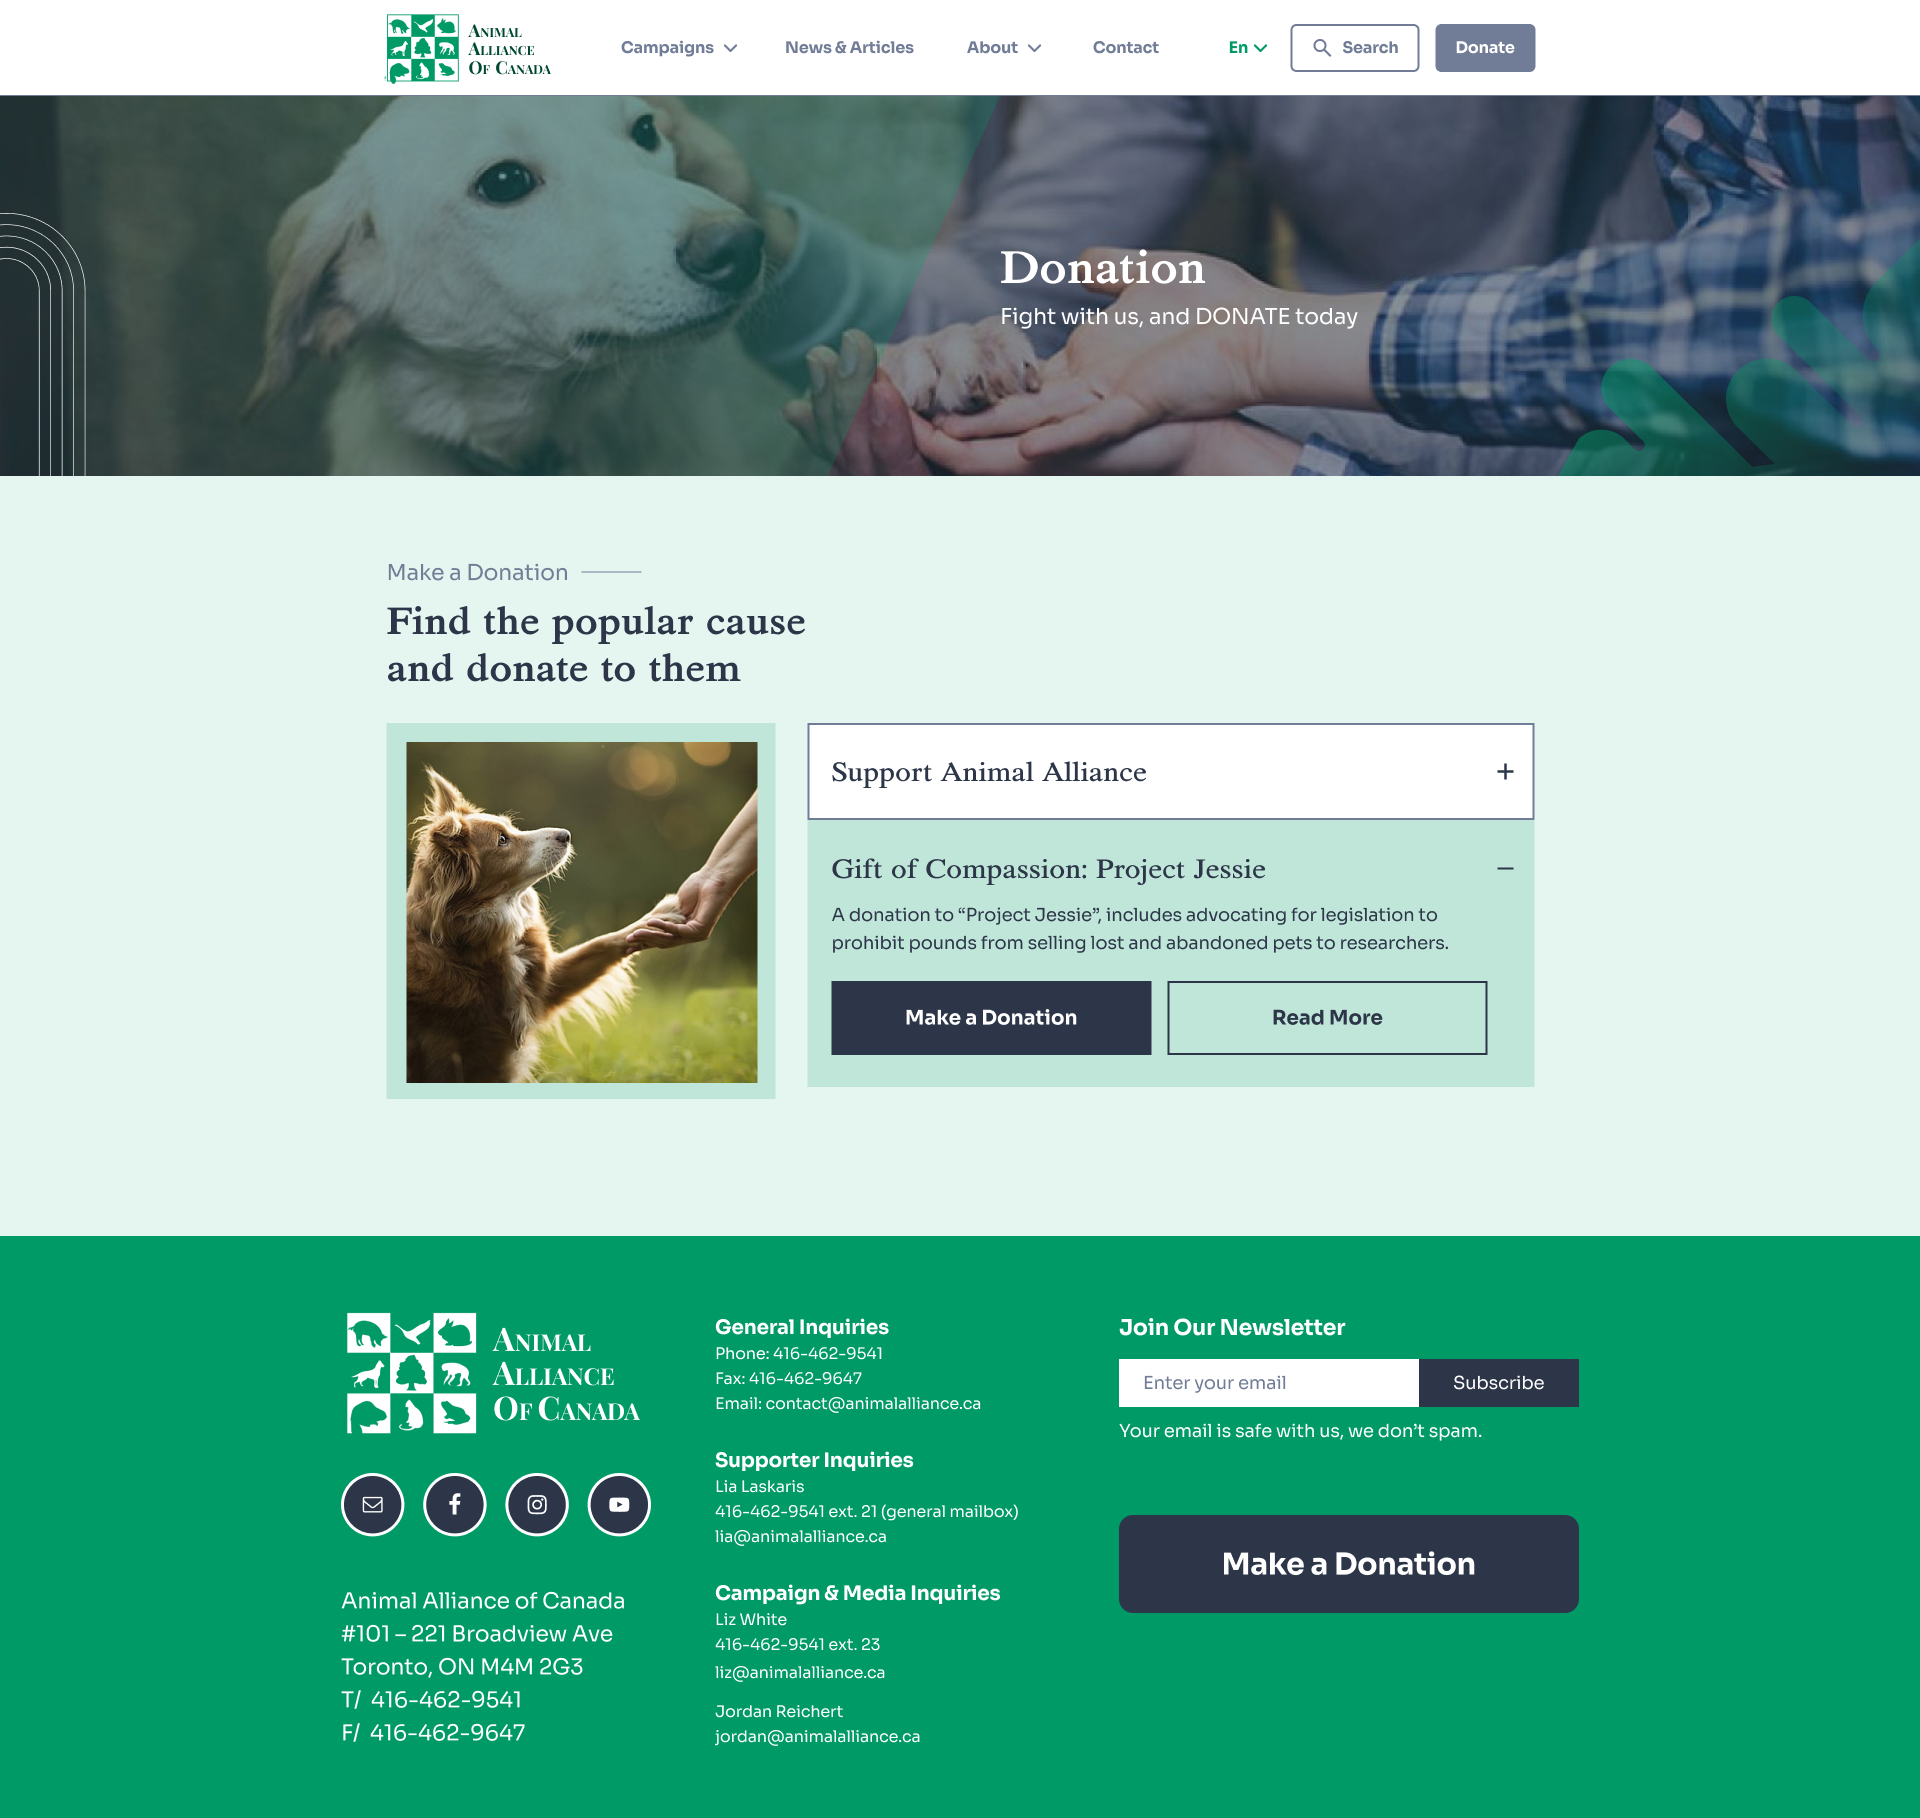 Animal
Alliance
Of Canada
Campaigns
News & Articles
About
Contact
En
Search
Donate
Donation
Fight with us, and DONATE today
Make a Donation
Find the popular cause
and donate to them
Support Animal Alliance
Gift of Compassion: Project Jessie
A donation to “Project Jessie”, includes advocating for legislation to
prohibit pounds from selling lost and abandoned pets to researchers.
Make a Donation
Read More
Animal
Alliance
Of Canada
Animal Alliance of Canada
#101 – 221 Broadview Ave
Toronto, ON M4M 2G3
T/ 416-462-9541
F/ 416-462-9647
General Inquiries
Phone: 416-462-9541
Fax: 416-462-9647
Email: contact@animalalliance.ca
Supporter Inquiries
Lia Laskaris
416-462-9541 ext. 21 (general mailbox)
lia@animalalliance.ca
Campaign & Media Inquiries
Liz White
416-462-9541 ext. 23
liz@animalalliance.ca
Jordan Reichert
jordan@animalalliance.ca
Join Our Newsletter
Enter your email
Subscribe
Your email is safe with us, we don’t spam.
Make a Donation